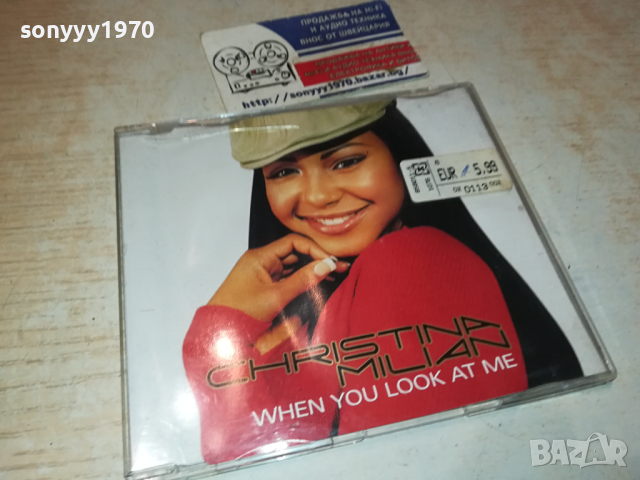 sonyyy1970
ПРОДАЖБА НА HI-FI
И АУДИО ТЕХНИКА
ВНОС ОТ ШВЕЙЦАРИЯ
http://sonyyy1970.bazar.bg/
EUR 5,99
0113
CHRISTINA
MILIAN
WHEN YOU LOOK AT ME
BAZAR